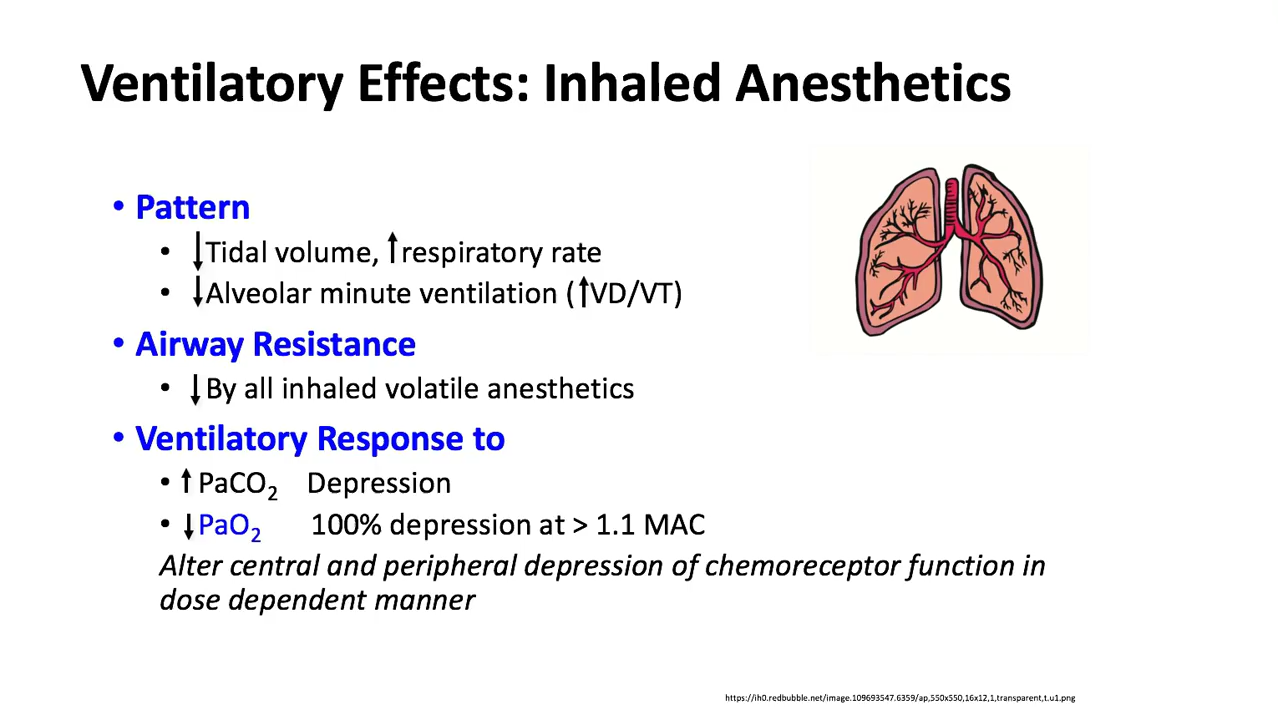 Ventilatory Effects: Inhaled Anesthetics
• Pattern
• ↓Tidal volume, ↑respiratory rate
• ↓Alveolar minute ventilation (↑VD/VT)
• Airway Resistance
• ↓By all inhaled volatile anesthetics
• Ventilatory Response to
• ↑PaCO₂ Depression
• ↓PaO₂ 100% depression at > 1.1 MAC
Alter central and peripheral depression of chemoreceptor function in
dose dependent manner
https://ih0.redbubble.net/image.109693547.6359/ap,550x550,16x12,1,transparent,t.u1.png